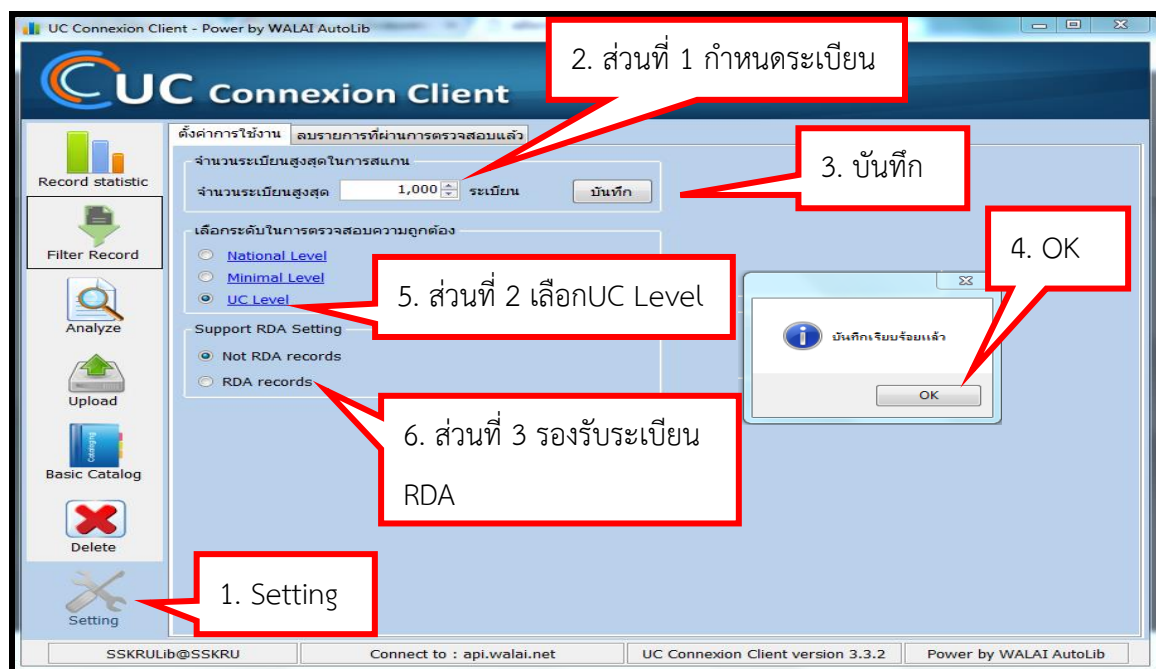 UC Connexion Client - Power by WALAI AutoLib
UC Connexion Client
2. ส่วนที่ 1 กำหนดระเบียน
ตั้งค่าการใช้งาน
ลบรายการที่ผ่านการตรวจสอบแล้ว
Record statistic
จำนวนระเบียนสูงสุดในการสแกน
จำนวนระเบียนสูงสุด 1,000 ระเบียน บันทึก
3. บันทึก
Filter Record
เลือกระดับในการตรวจสอบความถูกต้อง
National Level
Minimal Level
UC Level
4. OK
5. ส่วนที่ 2 เลือกUC Level
Analyze
Support RDA Setting
Not RDA records
RDA records
บันทึกเรียบร้อยแล้ว
OK
Upload
6. ส่วนที่ 3 รองรับระเบียน
RDA
Cataloging
Basic Catalog
Delete
1. Setting
Setting
SSKRULib@SSKRU
Connect to : api.walai.net
UC Connexion Client version 3.3.2
Power by WALAI AutoLib